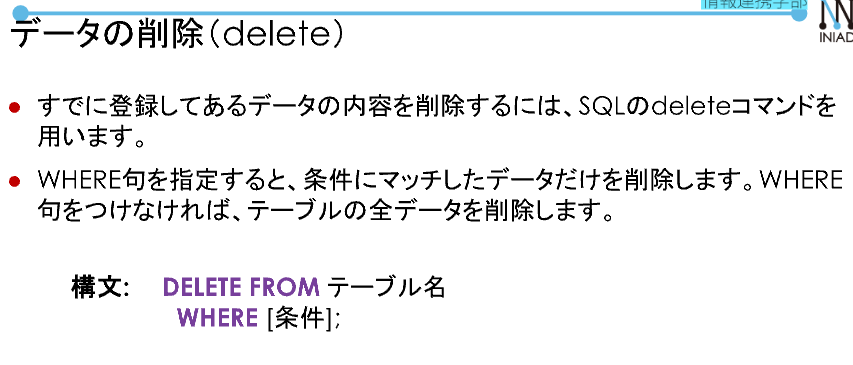 情報連携学部
INIAD
データの削除（delete）
すでに登録してあるデータの内容を削除するには、SQLのdeleteコマンドを
用います。
WHERE句を指定すると、条件にマッチしたデータだけを削除します。WHERE
句をつけなければ、テーブルの全データを削除します。
構文: DELETE FROM テーブル名
WHERE [条件];